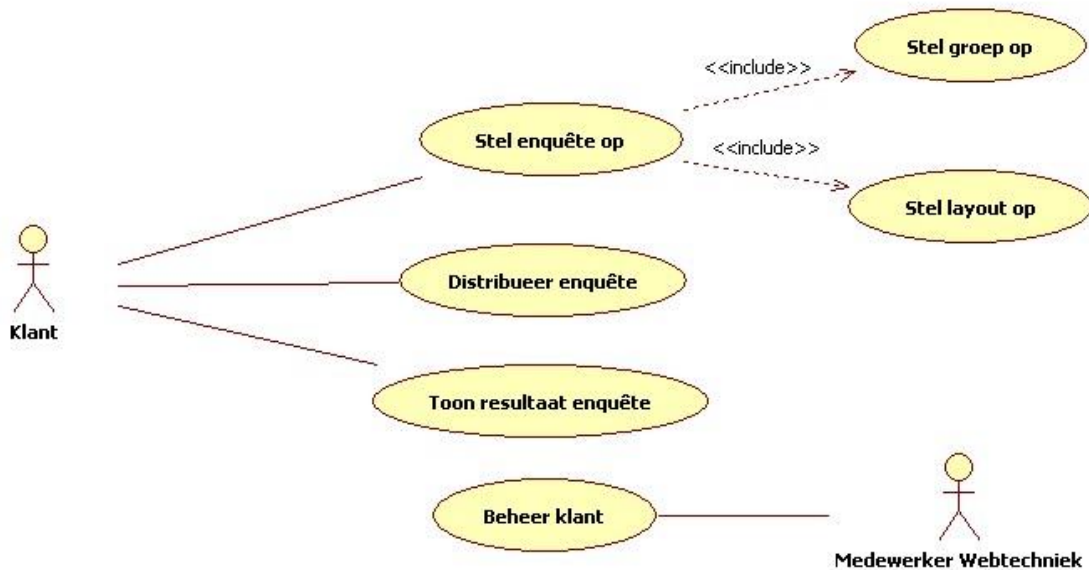 Stel groep op
<<include>>
Stel enquête op
<<include>>
Stel layout op
Distribueer enquête
Klant
Toon resultaat enquête
Beheer klant
Medewerker Webtechniek